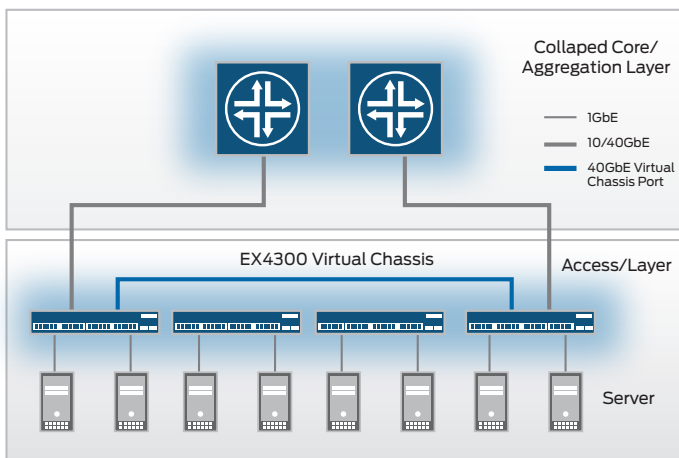 Collaped Core/
Aggregation Layer
1GbE
10/40GbE
40GbE Virtual
Chassis Port
EX4300 Virtual Chassis
Access/Layer
Server